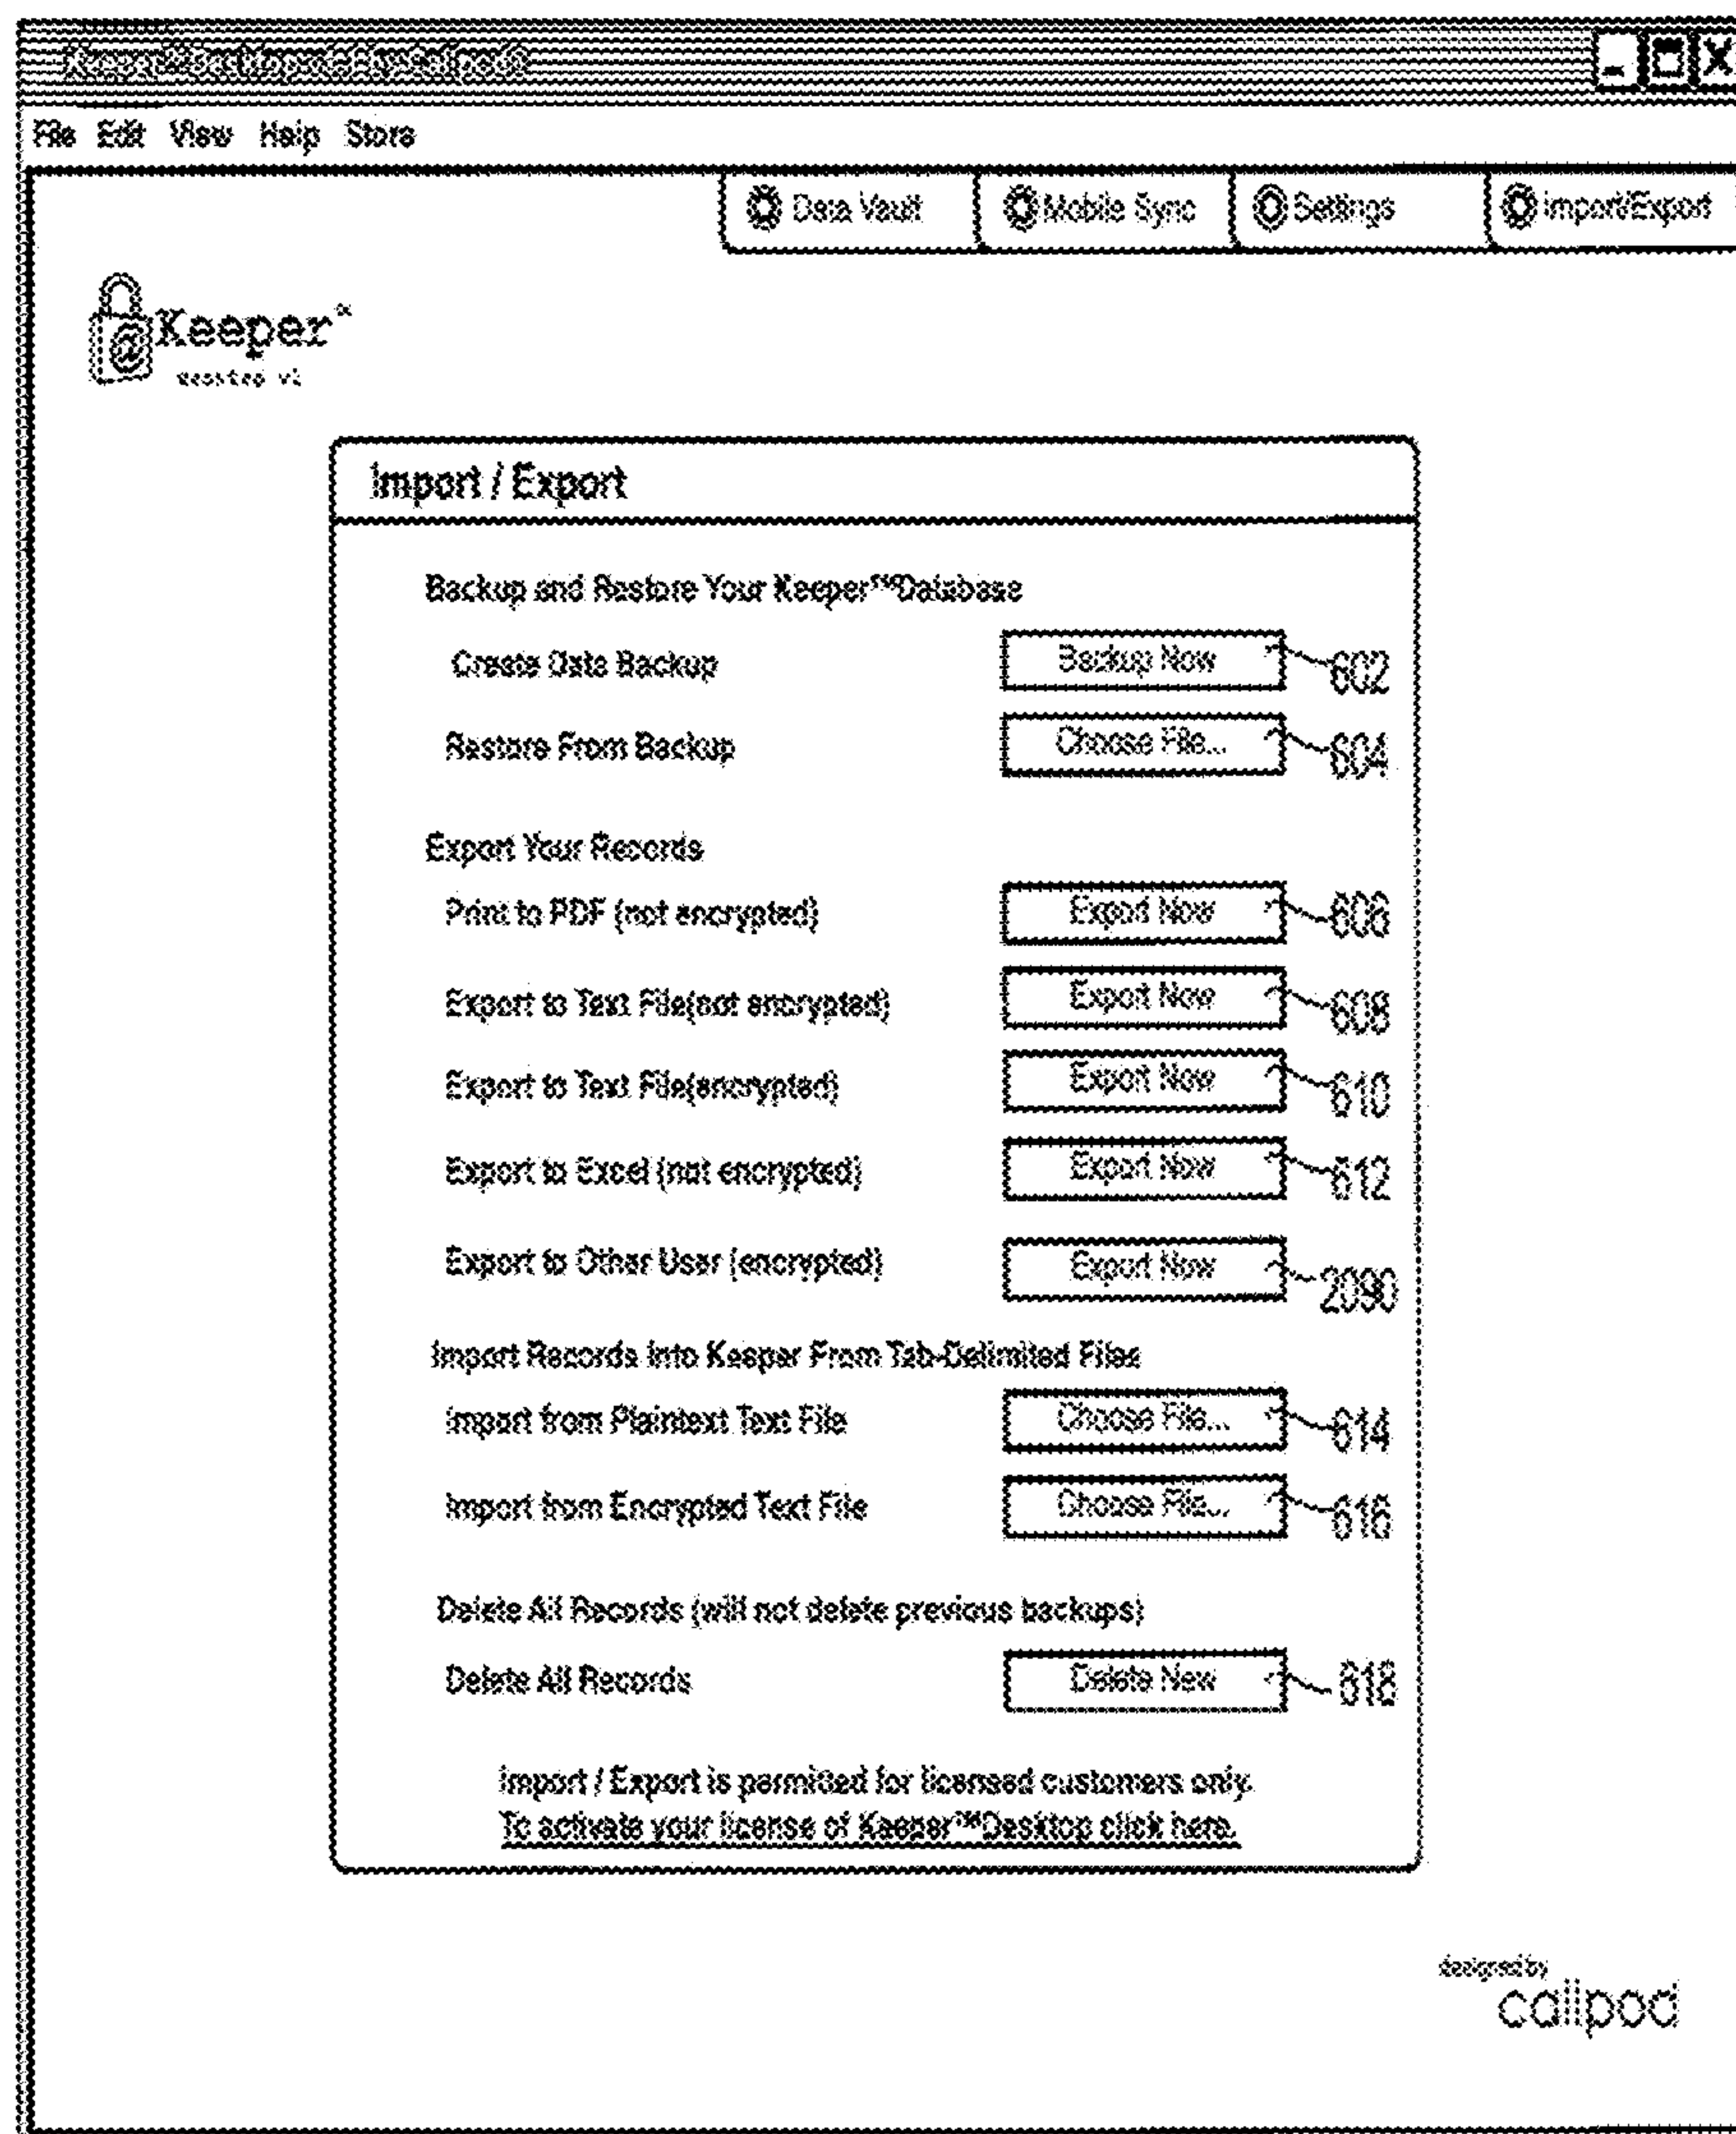 Keeper Desktop
File Edit View Help Store
Data Vault Mobile Sync Settings Import/Export
@Keeper
Import / Export
Backup and Restore Your Keeper™Database
Create Data Backup Backup Now 602
Restore From Backup Choose File... 604
Export Your Records
Print to PDF (not encrypted) Export Now 606
Export to Text File(not encrypted) Export Now 608
Export to Text File(encrypted) Export Now 610
Export to Excel (not encrypted) Export Now 612
Export to Other User (encrypted) Export Now 2090
Import Records Into Keeper From Tab-Delimited Files
Import from Plaintext Text File Choose File... 614
Import from Encrypted Text File Choose File... 616
Delete All Records (will not delete previous backups)
Delete All Records Delete New 618
Import / Export is permitted for licensed customers only.
To activate your license of Keeper™Desktop click here.
designed by
callpod